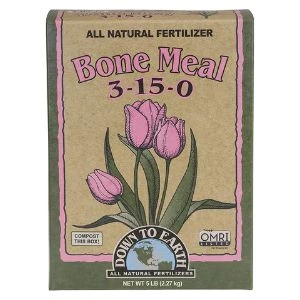 ALL NATURAL FERTILIZER
Bone Meal
3-15-0
COMPOST
THIS BOX!
OMRI
LISTED
DOWN TO EARTH
ALL NATURAL FERTILIZERS
NET WT 5 LB (2.27 kg)